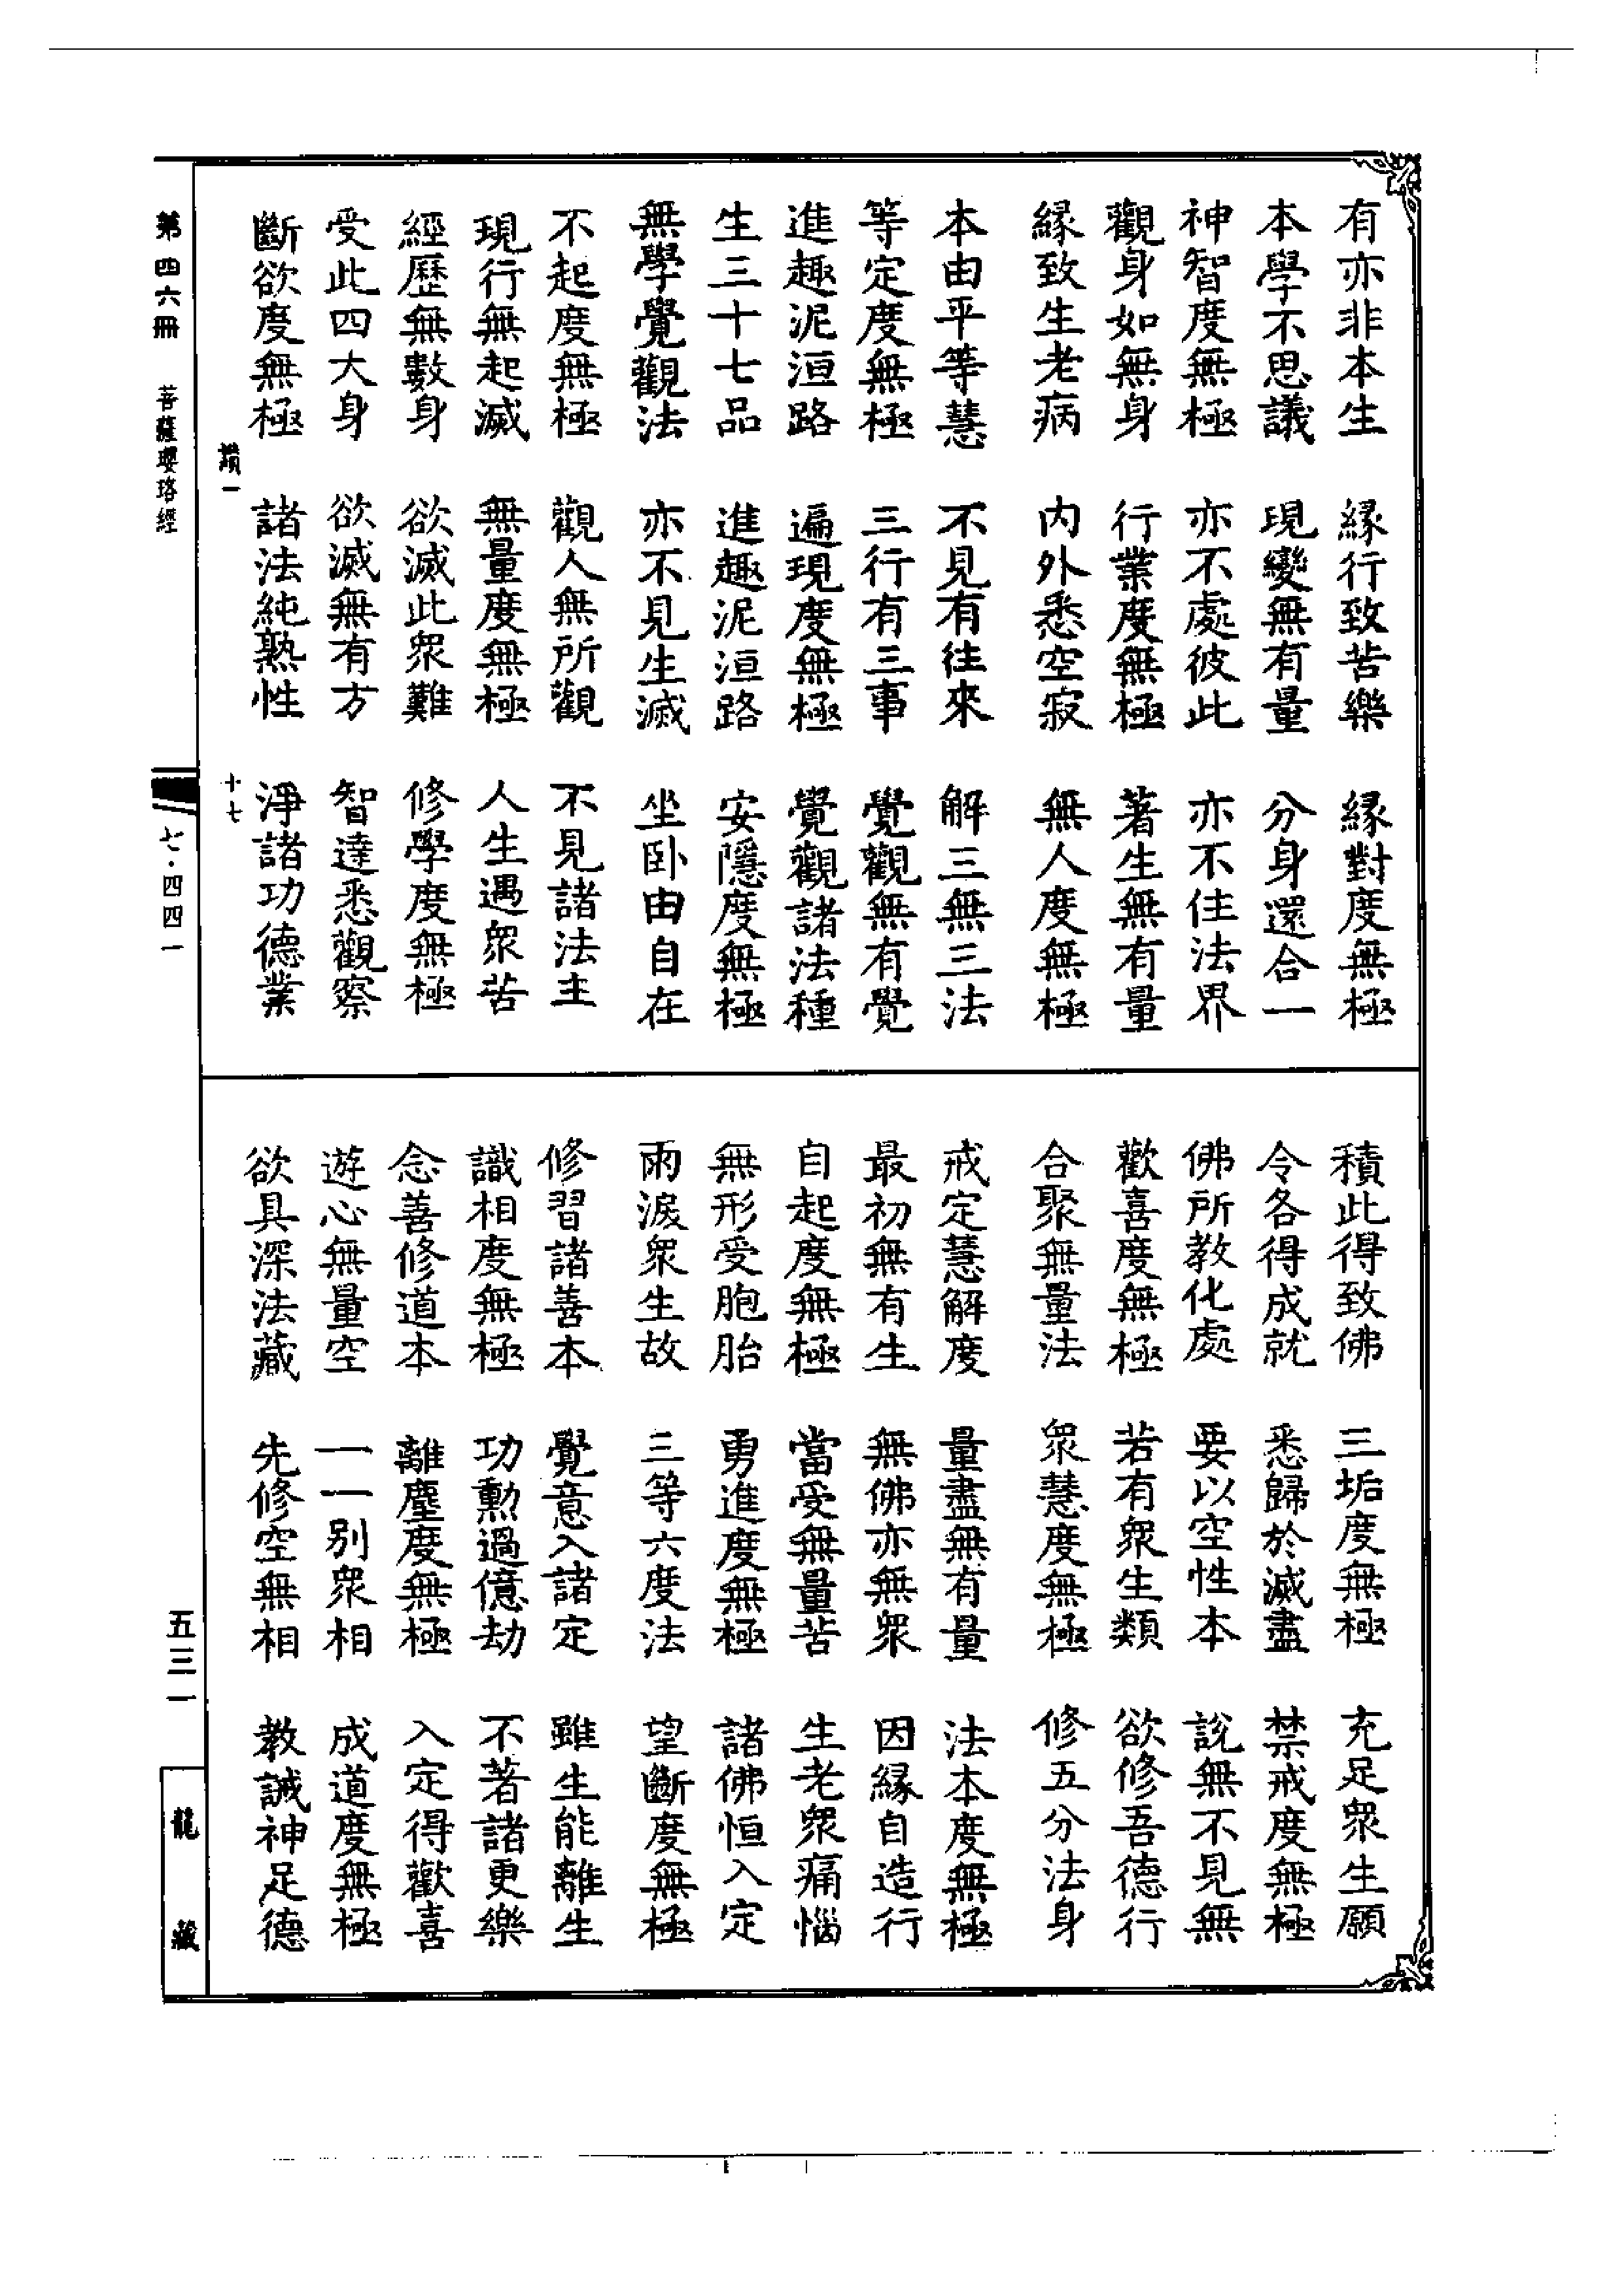 有亦非本生　緣行致苦樂　緣對度無極
本學不思議　現變無有量　分身還合一
神智度無極　亦不處彼此　亦不住法界
觀身如無身　行業度無極　著生無有量
緣致生老病　内外悉空寂　無人度無極
本由平等慧　不見有往來　解三無三法
等定度無極　三行有三事　覺觀無有覺
進趣泥洹路　遍現度無極　覺觀諸法種
生三十七品　進趣泥洹路　安隱度無極
無學覺觀法　亦不見生滅　坐卧由自在
不起度無極　觀人無所觀　不見諸法主
現行無起滅　無量度無極　人生遇眾苦
經歷無數身　欲滅此眾難　修學度無極
受此四大身　欲滅無有方　智達悉觀察
斷欲度無極　諸法純熟性　淨諸功德業
積此得致佛　三垢度無極　充足眾生願
令各得成就　悉歸於滅盡　禁戒度無極
佛所教化處　要以空性本　說無不見無
歡喜度無極　若有眾生類　欲修吾德行
合聚無量法　眾慧度無極　修五分法身
戒定慧解度　量盡無有量　法本度無極
最初無有生　無佛亦無眾　因緣自造行
自起度無極　當受無量苦　生老眾痛惱
無形受胞胎　勇進度無極　諸佛恒入定
雨淚眾生故　三等六度法　望斷度無極
修習諸善本　覺意入諸定　雖生能離生
識相度無極　功勳過億劫　不著諸更樂
念善修道本　離塵度無極　入定得歡喜
遊心無量空　一一別眾相　成道度無極
欲具深法藏　先修空無相　教誡神足德
十七
第四六冊　菩薩瓔珞經
七·四四一
五三一
龍藏